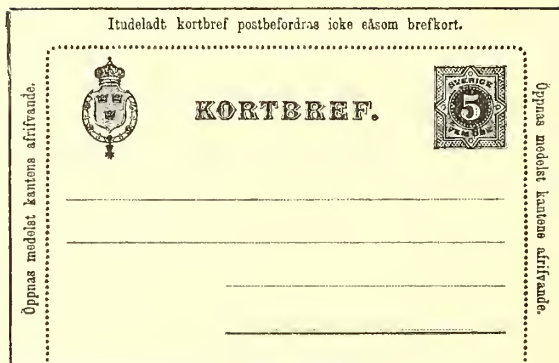 Itudeladt kortbref postbefordras icke såsom brefkort.
Öppnas medelst kantens afrifvande.
KORTBREF.
SVERIGE
5
FEM ÖRE
Öppnas medelst kantens afrifvande.